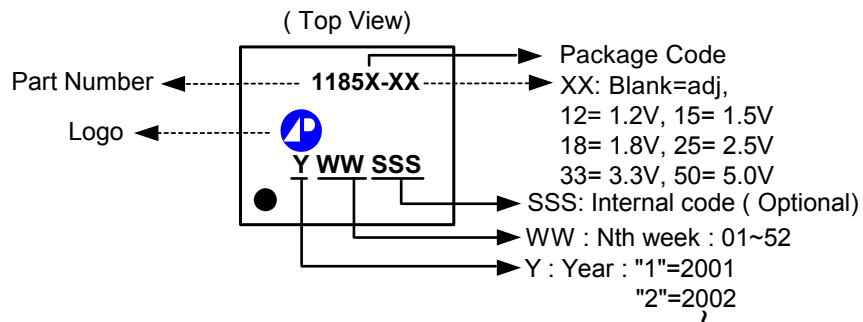 ( Top View)
Part Number
1185X-XX
Package Code
XX: Blank=adj,
12= 1.2V, 15= 1.5V
18= 1.8V, 25= 2.5V
33= 3.3V, 50= 5.0V
Logo
Y WW SSS
SSS: Internal code ( Optional)
WW : Nth week : 01~52
Y : Year : "1"=2001
"2"=2002
~